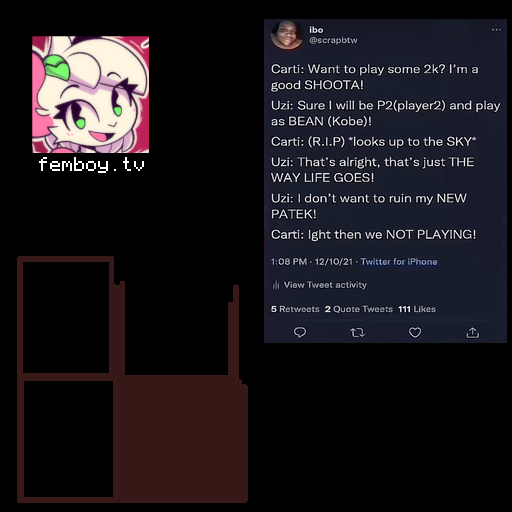 femboy.tv
ibo
@scrapbtw
Carti: Want to play some 2k? I'm a
good SHOOTA!
Uzi: Sure I will be P2(player2) and play
as BEAN (Kobe)!
Carti: (R.I.P) *looks up to the SKY*
Uzi: That's alright, that's just THE
WAY LIFE GOES!
Uzi: I don't want to ruin my NEW
PATEK!
Carti: Ight then we NOT PLAYING!
1:08 PM · 12/10/21 · Twitter for iPhone
View Tweet activity
5 Retweets 2 Quote Tweets 111 Likes